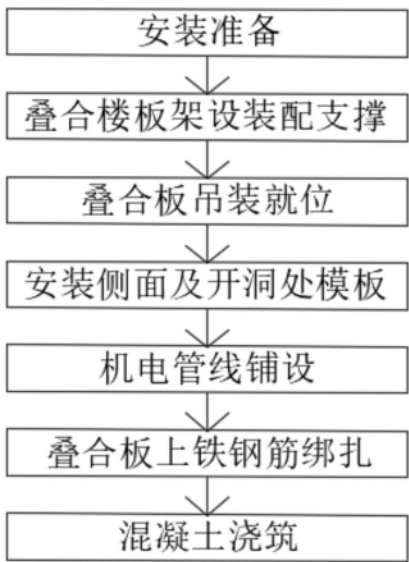 安装准备
叠合楼板架设装配支撑
叠合板吊装就位
安装侧面及开洞处模板
机电管线铺设
叠合板上铁钢筋绑扎
混凝土浇筑